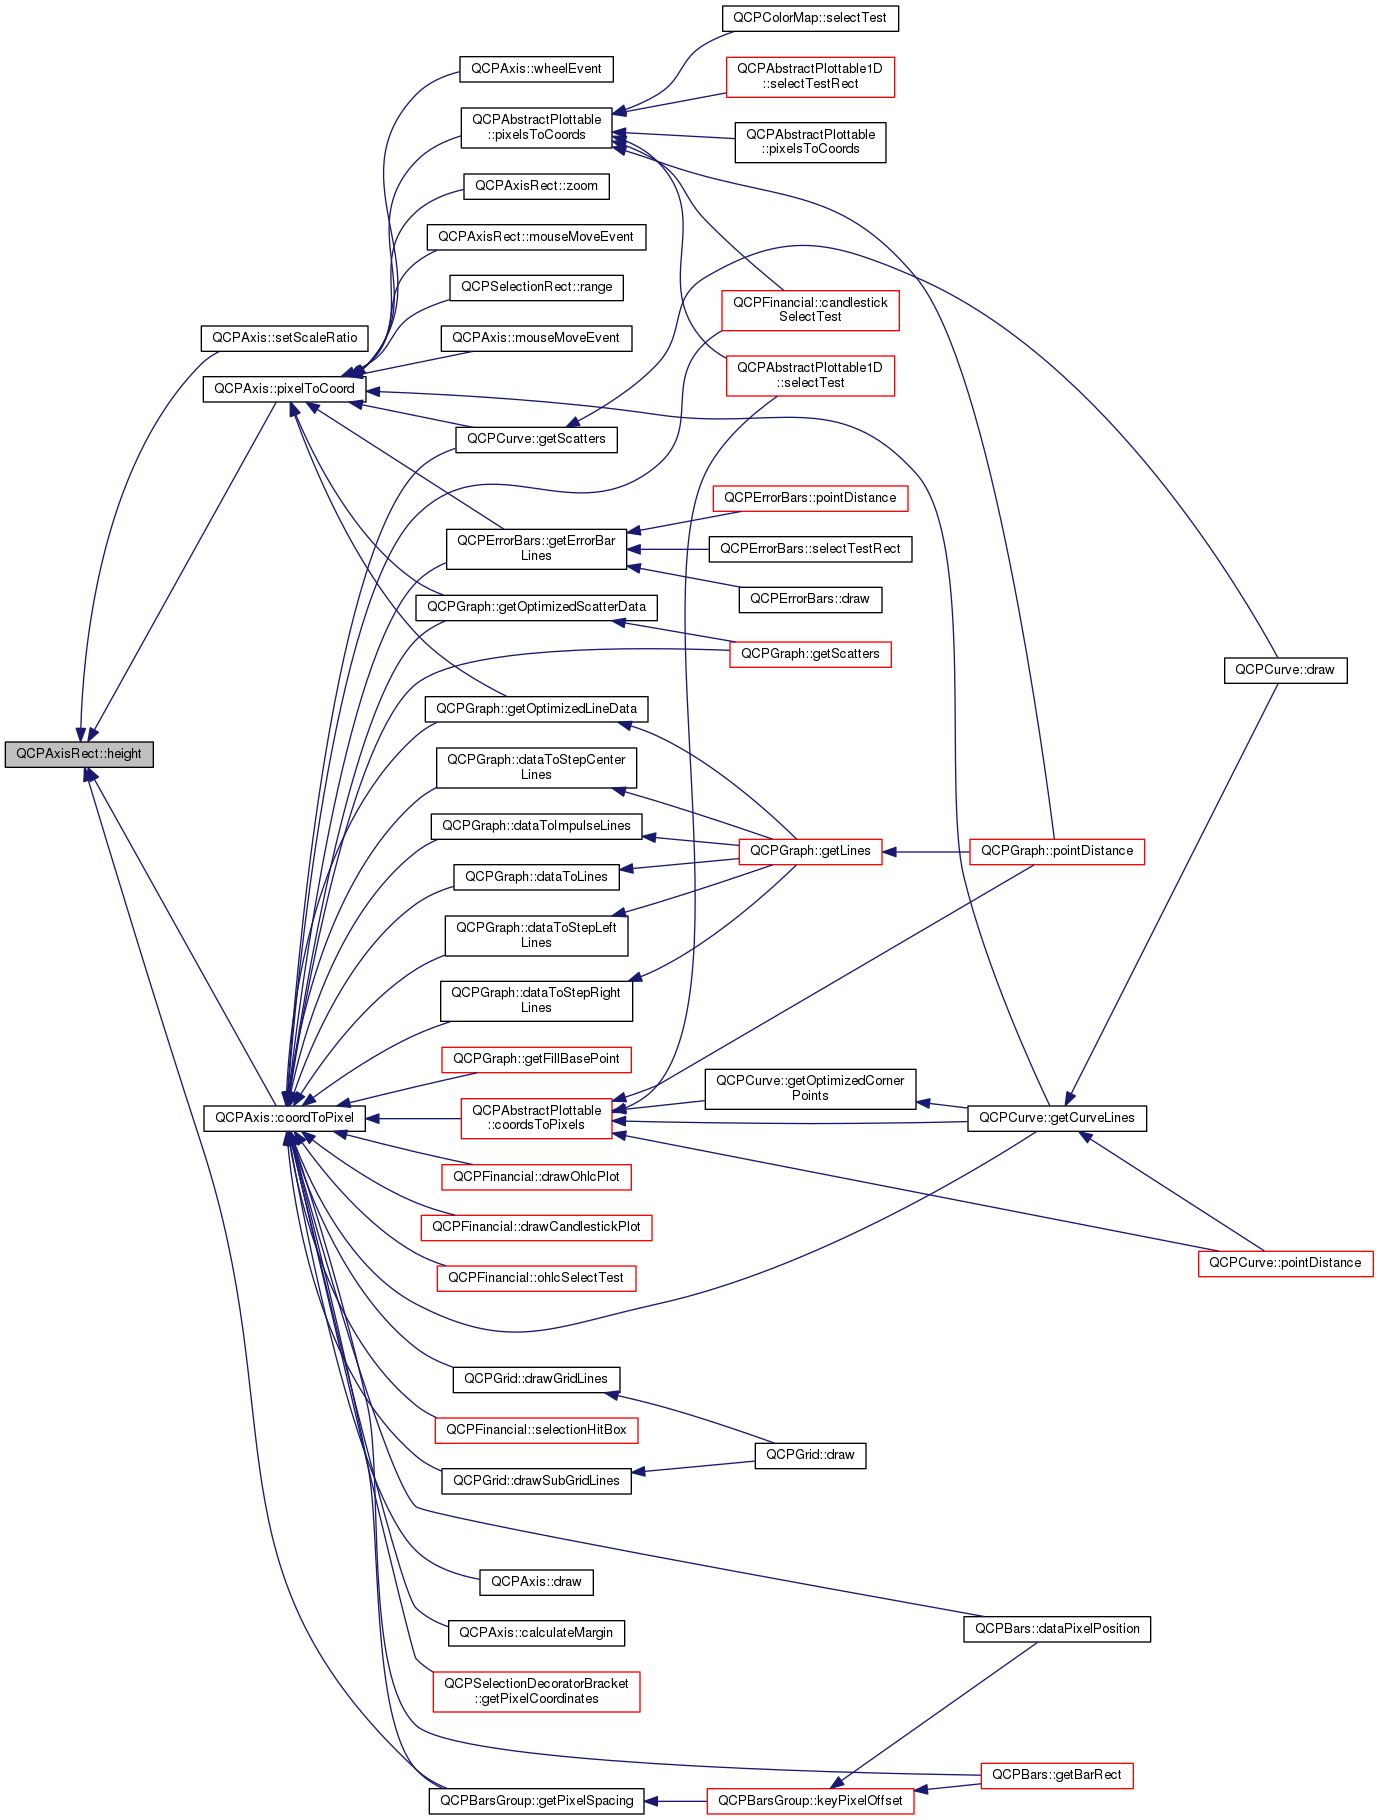 QCPColorMap::selectTest
QCPAxis::wheelEvent
QCPAbstractPlottable1D
::selectTestRect
QCPAbstractPlottable
::pixelsToCoords
QCPAbstractPlottable
::pixelsToCoords
QCPAxisRect::zoom
QCPAxisRect::mouseMoveEvent
QCPSelectionRect::range
QCPFinancial::candlestick
SelectTest
QCPAxis::setScaleRatio
QCPAxis::mouseMoveEvent
QCPAbstractPlottable1D
::selectTest
QCPAxis::pixelToCoord
QCPCurve::getScatters
QCPErrorBars::pointDistance
QCPErrorBars::getErrorBar
Lines
QCPErrorBars::selectTestRect
QCPErrorBars::draw
QCPGraph::getOptimizedScatterData
QCPGraph::getScatters
QCPCurve::draw
QCPGraph::getOptimizedLineData
QCPAxisRect::height
QCPGraph::dataToStepCenter
Lines
QCPGraph::dataToImpulseLines
QCPGraph::getLines
QCPGraph::pointDistance
QCPGraph::dataToLines
QCPGraph::dataToStepLeft
Lines
QCPGraph::dataToStepRight
Lines
QCPGraph::getFillBasePoint
QCPCurve::getOptimizedCorner
Points
QCPAxis::coordToPixel
QCPAbstractPlottable
::coordsToPixels
QCPCurve::getCurveLines
QCPFinancial::drawOhlcPlot
QCPFinancial::drawCandlestickPlot
QCPCurve::pointDistance
QCPFinancial::ohlcSelectTest
QCPGrid::drawGridLines
QCPFinancial::selectionHitBox
QCPGrid::draw
QCPGrid::drawSubGridLines
QCPAxis::draw
QCPAxis::calculateMargin
QCPBars::dataPixelPosition
QCPSelectionDecoratorBracket
::getPixelCoordinates
QCPBars::getBarRect
QCPBarsGroup::getPixelSpacing
QCPBarsGroup::keyPixelOffset